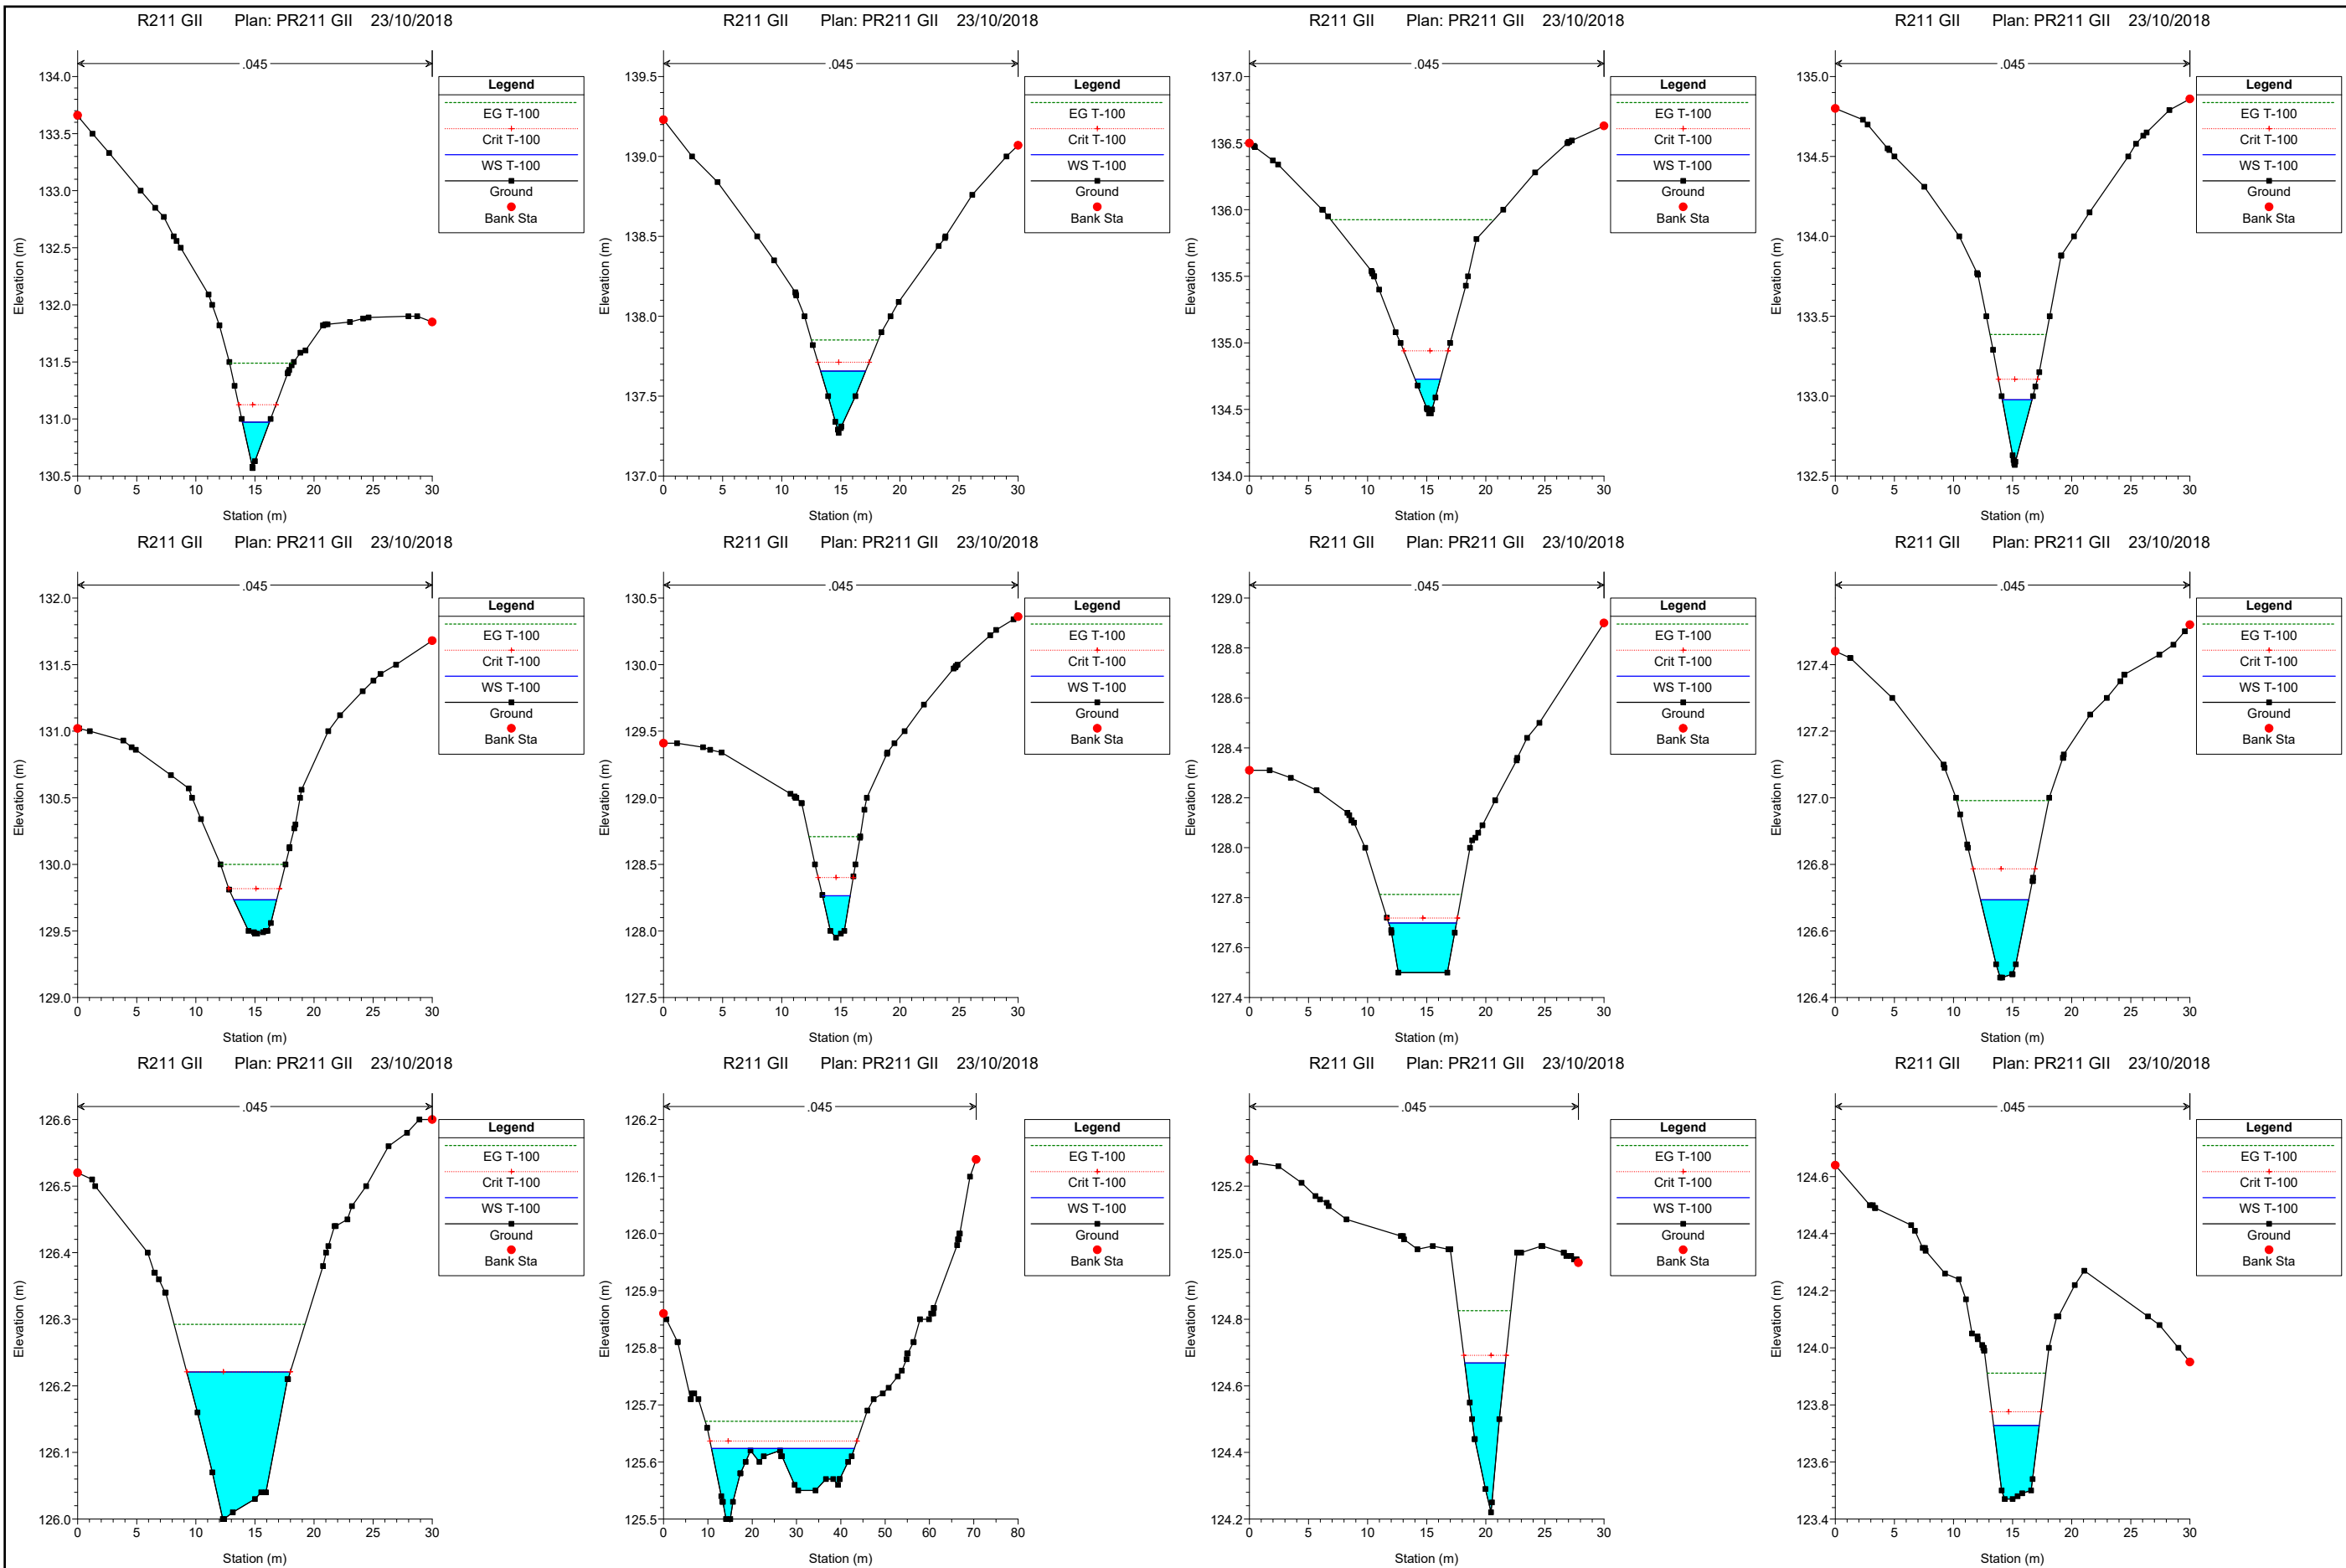 R211 GII Plan: PR211 GII 23/10/2018
.045
Legend
EG T-100
Crit T-100
WS T-100
Ground
Bank Sta
Elevation (m)
134.0
133.5
133.0
132.5
132.0
131.5
131.0
130.5
0 5 10 15 20 25 30
Station (m)
R211 GII Plan: PR211 GII 23/10/2018
.045
Legend
EG T-100
Crit T-100
WS T-100
Ground
Bank Sta
Elevation (m)
139.5
139.0
138.5
138.0
137.5
137.0
0 5 10 15 20 25 30
Station (m)
R211 GII Plan: PR211 GII 23/10/2018
.045
Legend
EG T-100
Crit T-100
WS T-100
Ground
Bank Sta
Elevation (m)
137.0
136.5
136.0
135.5
135.0
134.5
134.0
0 5 10 15 20 25 30
Station (m)
R211 GII Plan: PR211 GII 23/10/2018
.045
Legend
EG T-100
Crit T-100
WS T-100
Ground
Bank Sta
Elevation (m)
135.0
134.5
134.0
133.5
133.0
132.5
0 5 10 15 20 25 30
Station (m)
R211 GII Plan: PR211 GII 23/10/2018
.045
Legend
EG T-100
Crit T-100
WS T-100
Ground
Bank Sta
Elevation (m)
132.0
131.5
131.0
130.5
130.0
129.5
129.0
0 5 10 15 20 25 30
Station (m)
R211 GII Plan: PR211 GII 23/10/2018
.045
Legend
EG T-100
Crit T-100
WS T-100
Ground
Bank Sta
Elevation (m)
130.5
130.0
129.5
129.0
128.5
128.0
127.5
0 5 10 15 20 25 30
Station (m)
R211 GII Plan: PR211 GII 23/10/2018
.045
Legend
EG T-100
Crit T-100
WS T-100
Ground
Bank Sta
Elevation (m)
129.0
128.8
128.6
128.4
128.2
128.0
127.8
127.6
127.4
0 5 10 15 20 25 30
Station (m)
R211 GII Plan: PR211 GII 23/10/2018
.045
Legend
EG T-100
Crit T-100
WS T-100
Ground
Bank Sta
Elevation (m)
127.4
127.2
127.0
126.8
126.6
126.4
0 5 10 15 20 25 30
Station (m)
R211 GII Plan: PR211 GII 23/10/2018
.045
Legend
EG T-100
Crit T-100
WS T-100
Ground
Bank Sta
Elevation (m)
126.6
126.5
126.4
126.3
126.2
126.1
126.0
0 5 10 15 20 25 30
Station (m)
R211 GII Plan: PR211 GII 23/10/2018
.045
Legend
EG T-100
Crit T-100
WS T-100
Ground
Bank Sta
Elevation (m)
126.2
126.1
126.0
125.9
125.8
125.7
125.6
125.5
0 10 20 30 40 50 60 70 80
Station (m)
R211 GII Plan: PR211 GII 23/10/2018
.045
Legend
EG T-100
Crit T-100
WS T-100
Ground
Bank Sta
Elevation (m)
125.2
125.0
124.8
124.6
124.4
124.2
0 5 10 15 20 25 30
Station (m)
R211 GII Plan: PR211 GII 23/10/2018
.045
Legend
EG T-100
Crit T-100
WS T-100
Ground
Bank Sta
Elevation (m)
124.6
124.4
124.2
124.0
123.8
123.6
123.4
0 5 10 15 20 25 30
Station (m)